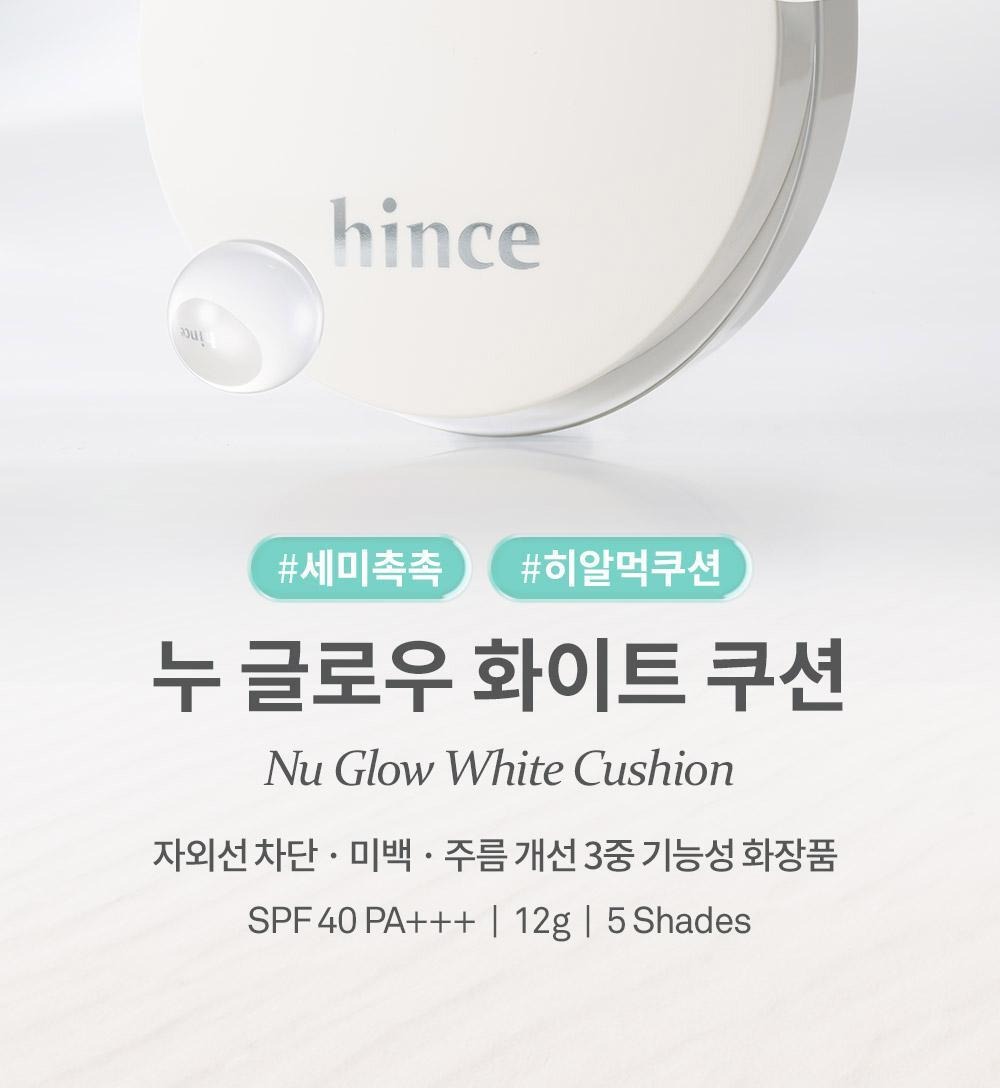 hince
hince
#세미촉촉 #히알먹쿠션
누 글로우 화이트 쿠션
Nu Glow White Cushion
자외선 차단 · 미백 · 주름 개선 3중 기능성 화장품
SPF 40 PA+++ | 12g | 5 Shades